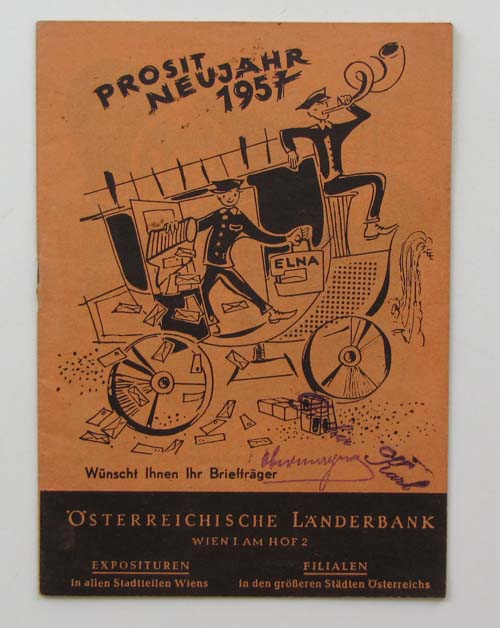 PROSIT
NEUJAHR
1957
ELNA
Wünscht Ihnen Ihr Briefträger
Karl
ÖSTERREICHISCHE LÄNDERBANK
WIEN I. AM HOF 2
EXPOSITUREN
in allen Stadtteilen Wiens
FILIALEN
in den größeren Städten Österreichs